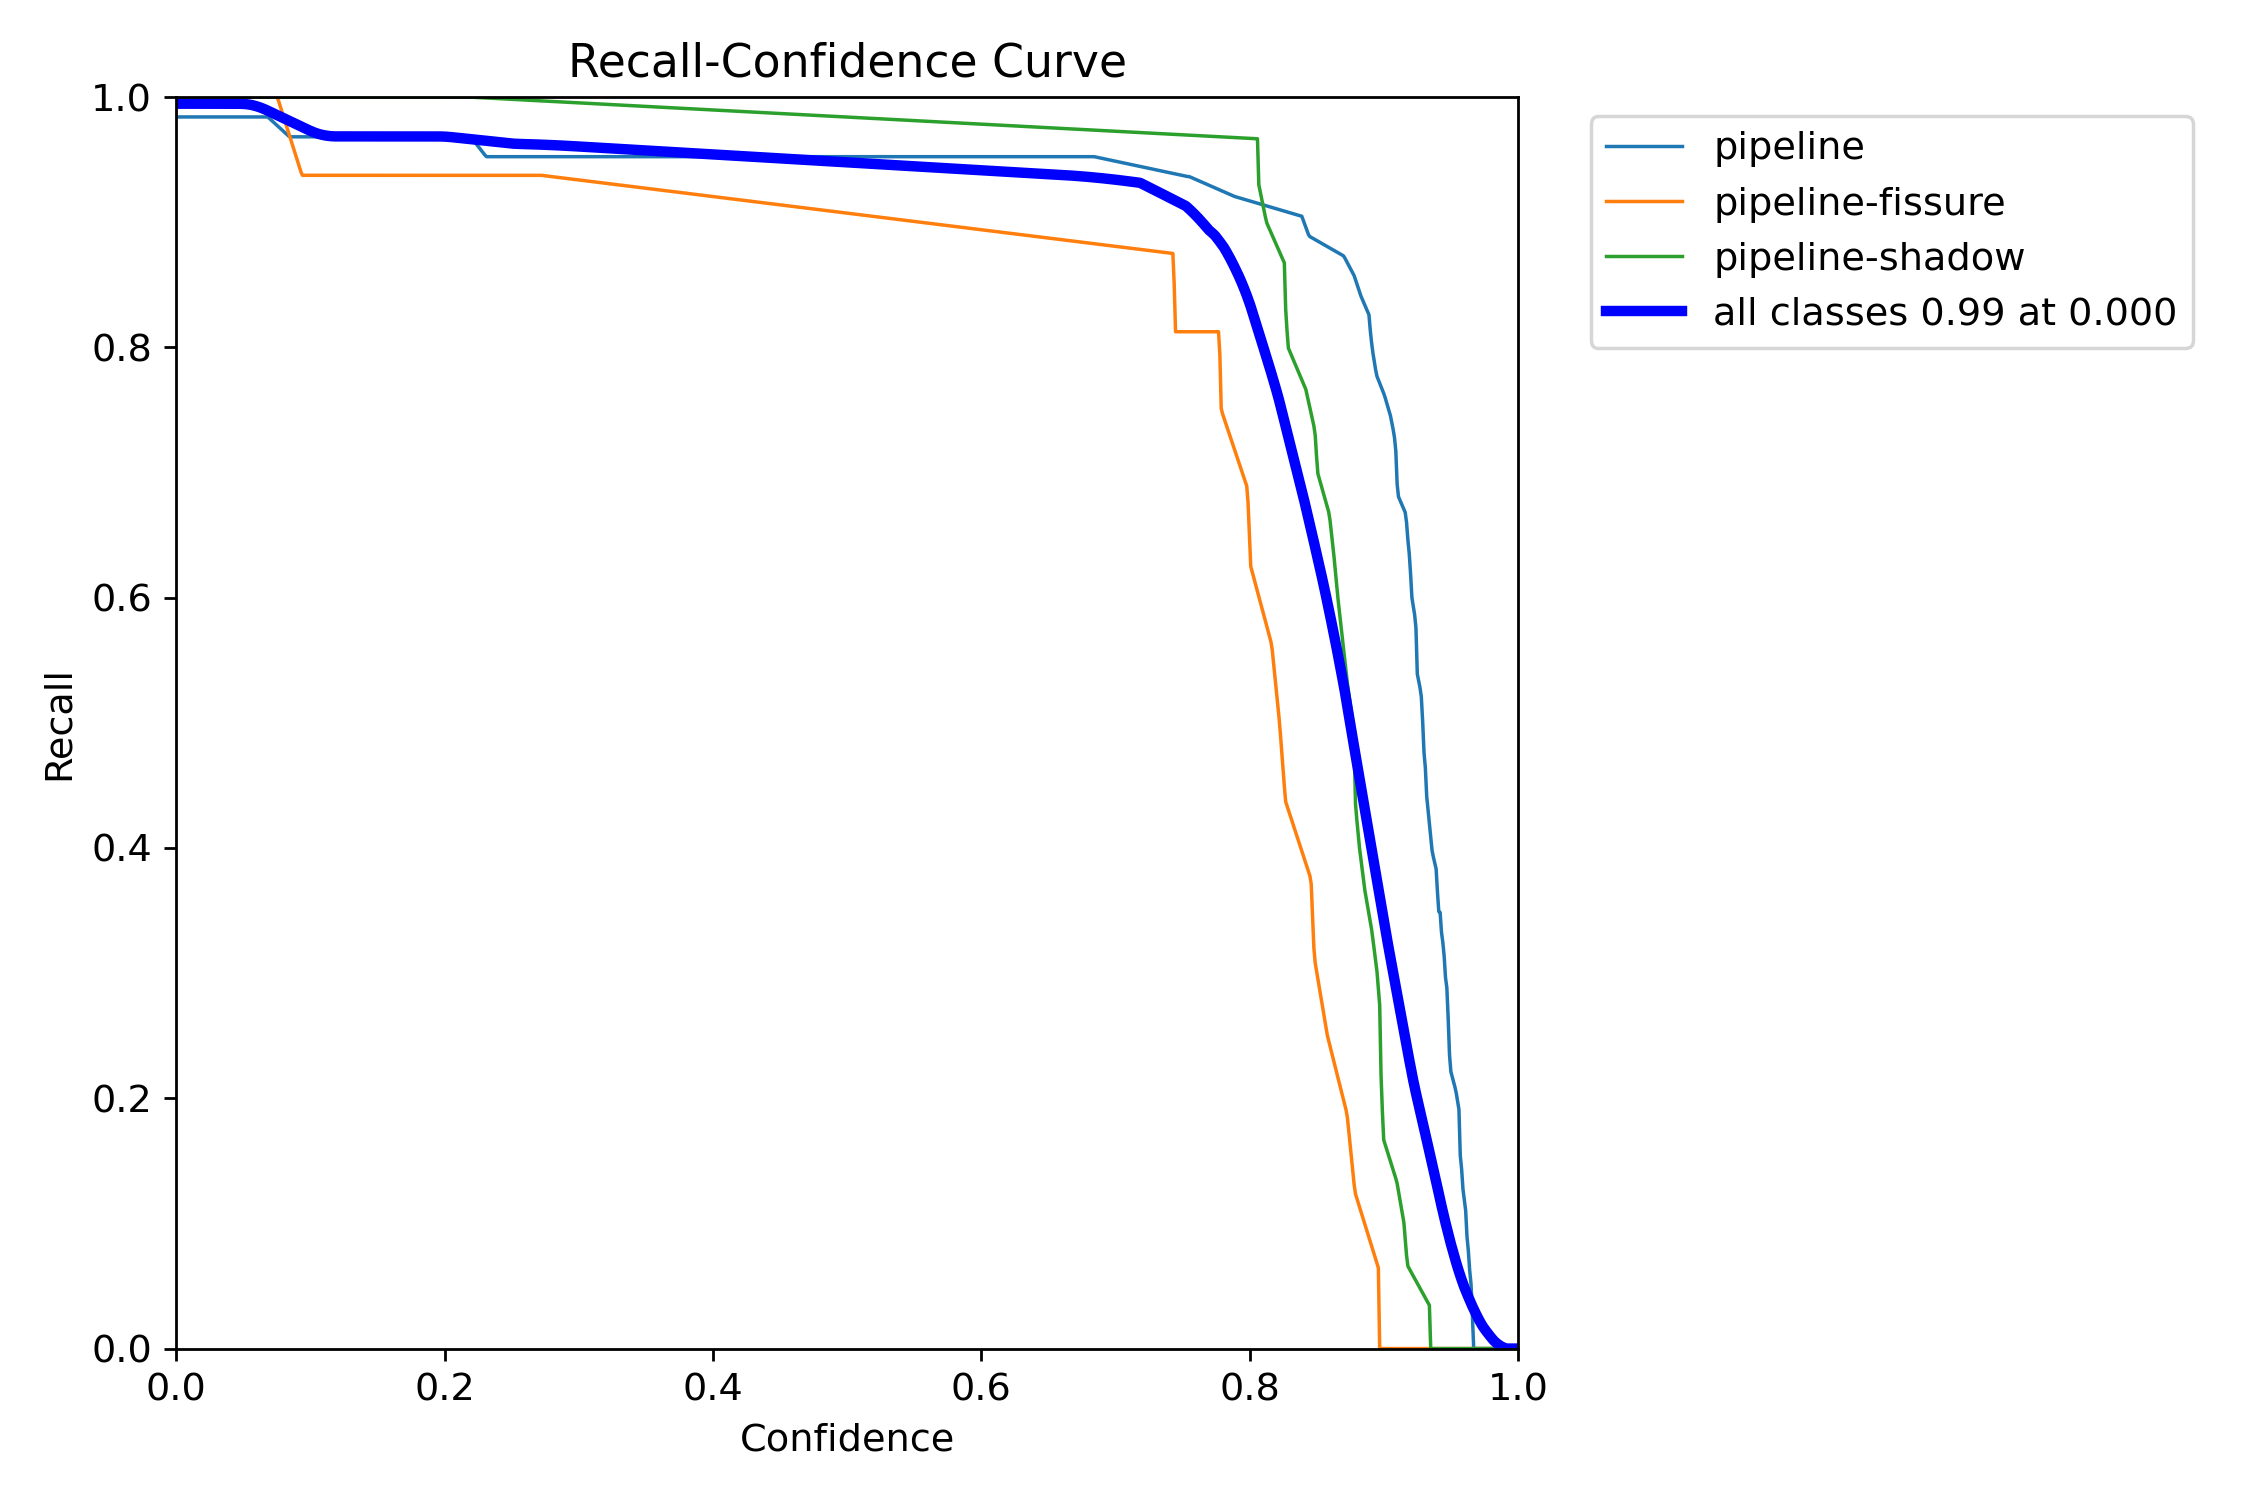 Recall-Confidence Curve
1.0
0.8
0.6
0.4
0.2
0.0
Recall
0.0 0.2 0.4 0.6 0.8 1.0
Confidence
pipeline
pipeline-fissure
pipeline-shadow
all classes 0.99 at 0.000